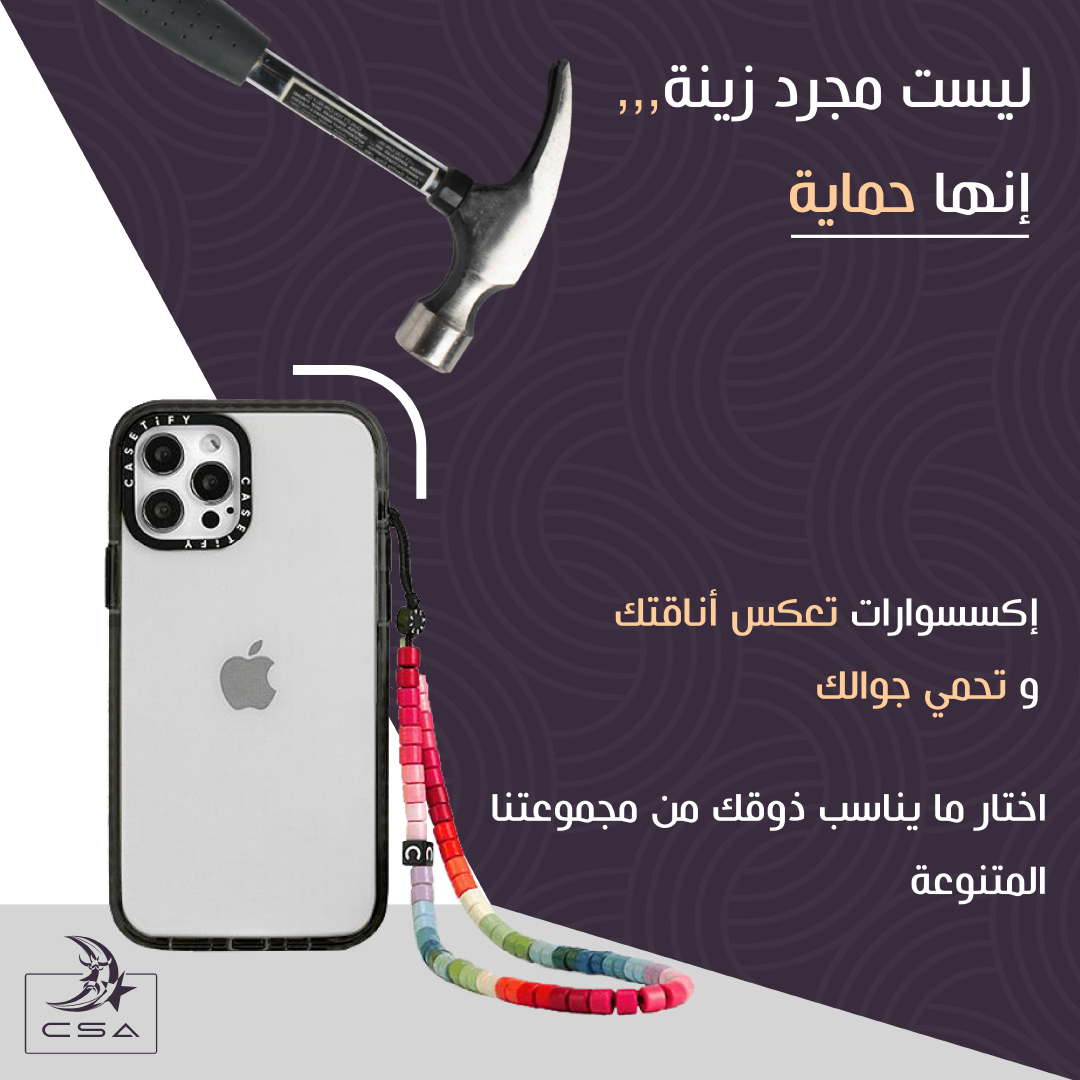 ليست مجرد زينة,,,
إنها حماية
CASETiFY
CASETiFY
إكسسوارات تعكس أناقتك
و تحمي جوالك
اختار ما يناسب ذوقك من مجموعتنا
المتنوعة
C C
CSA